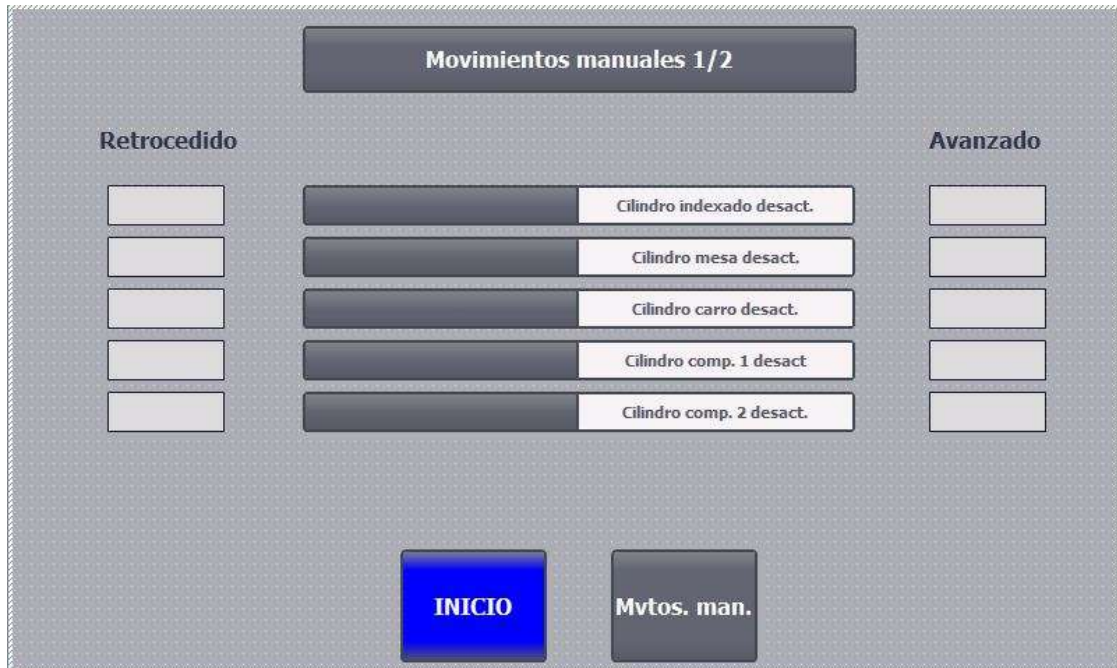 Movimientos manuales 1/2
Retrocedido
Avanzado
Cilindro indexado desact.
Cilindro mesa desact.
Cilindro carro desact.
Cilindro comp. 1 desact
Cilindro comp. 2 desact.
INICIO
Mvtos. man.